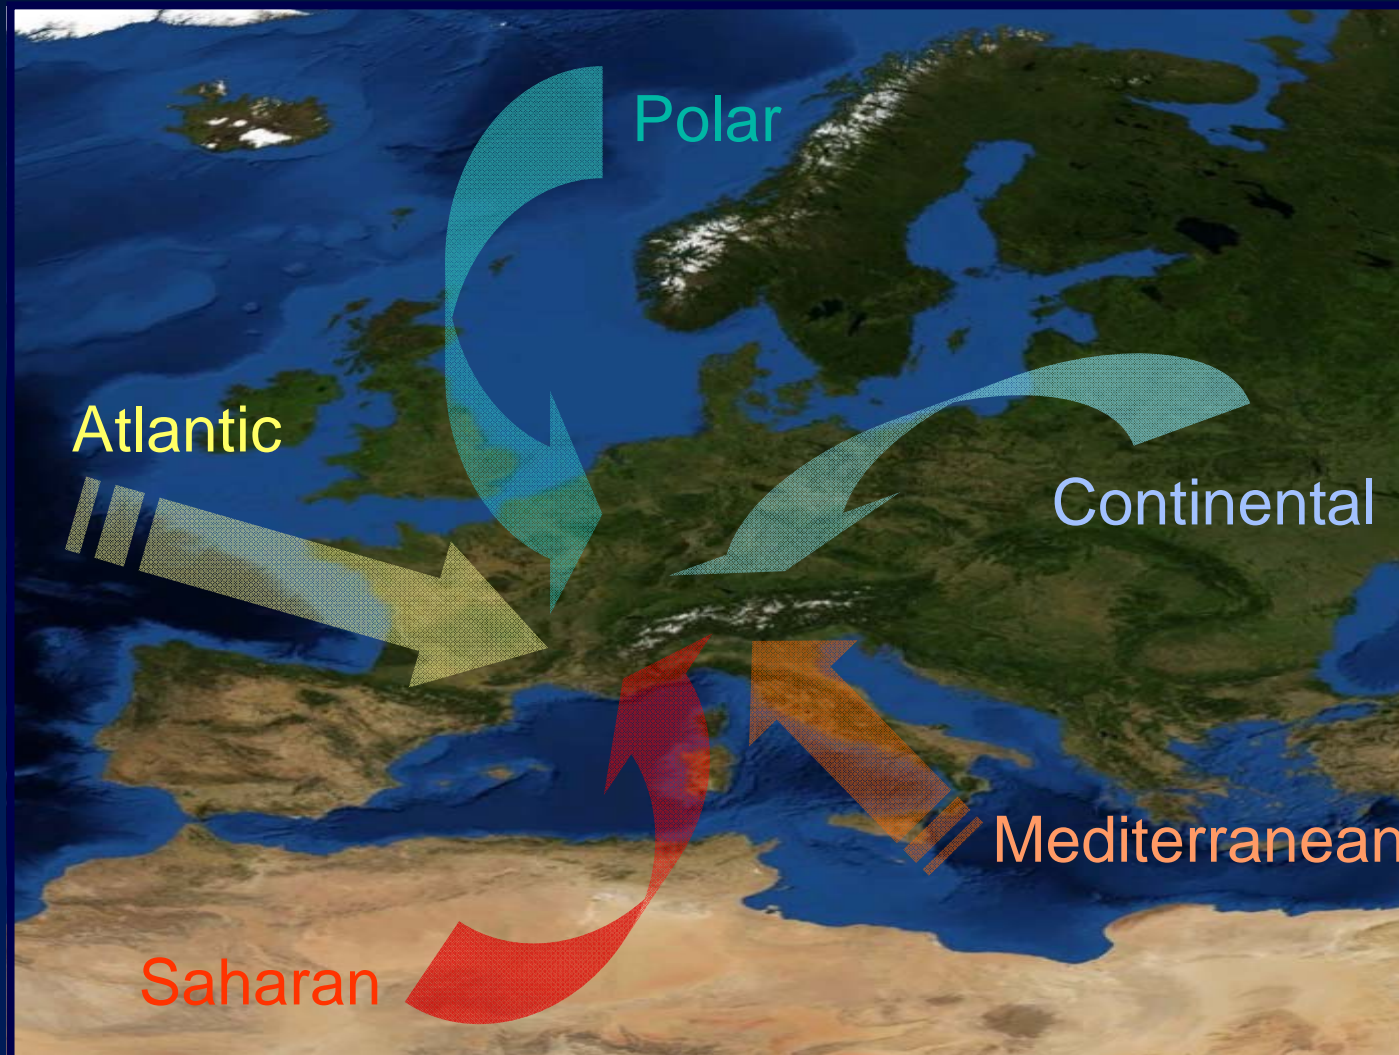 Polar
Atlantic
Continental
Mediterranean
Saharan